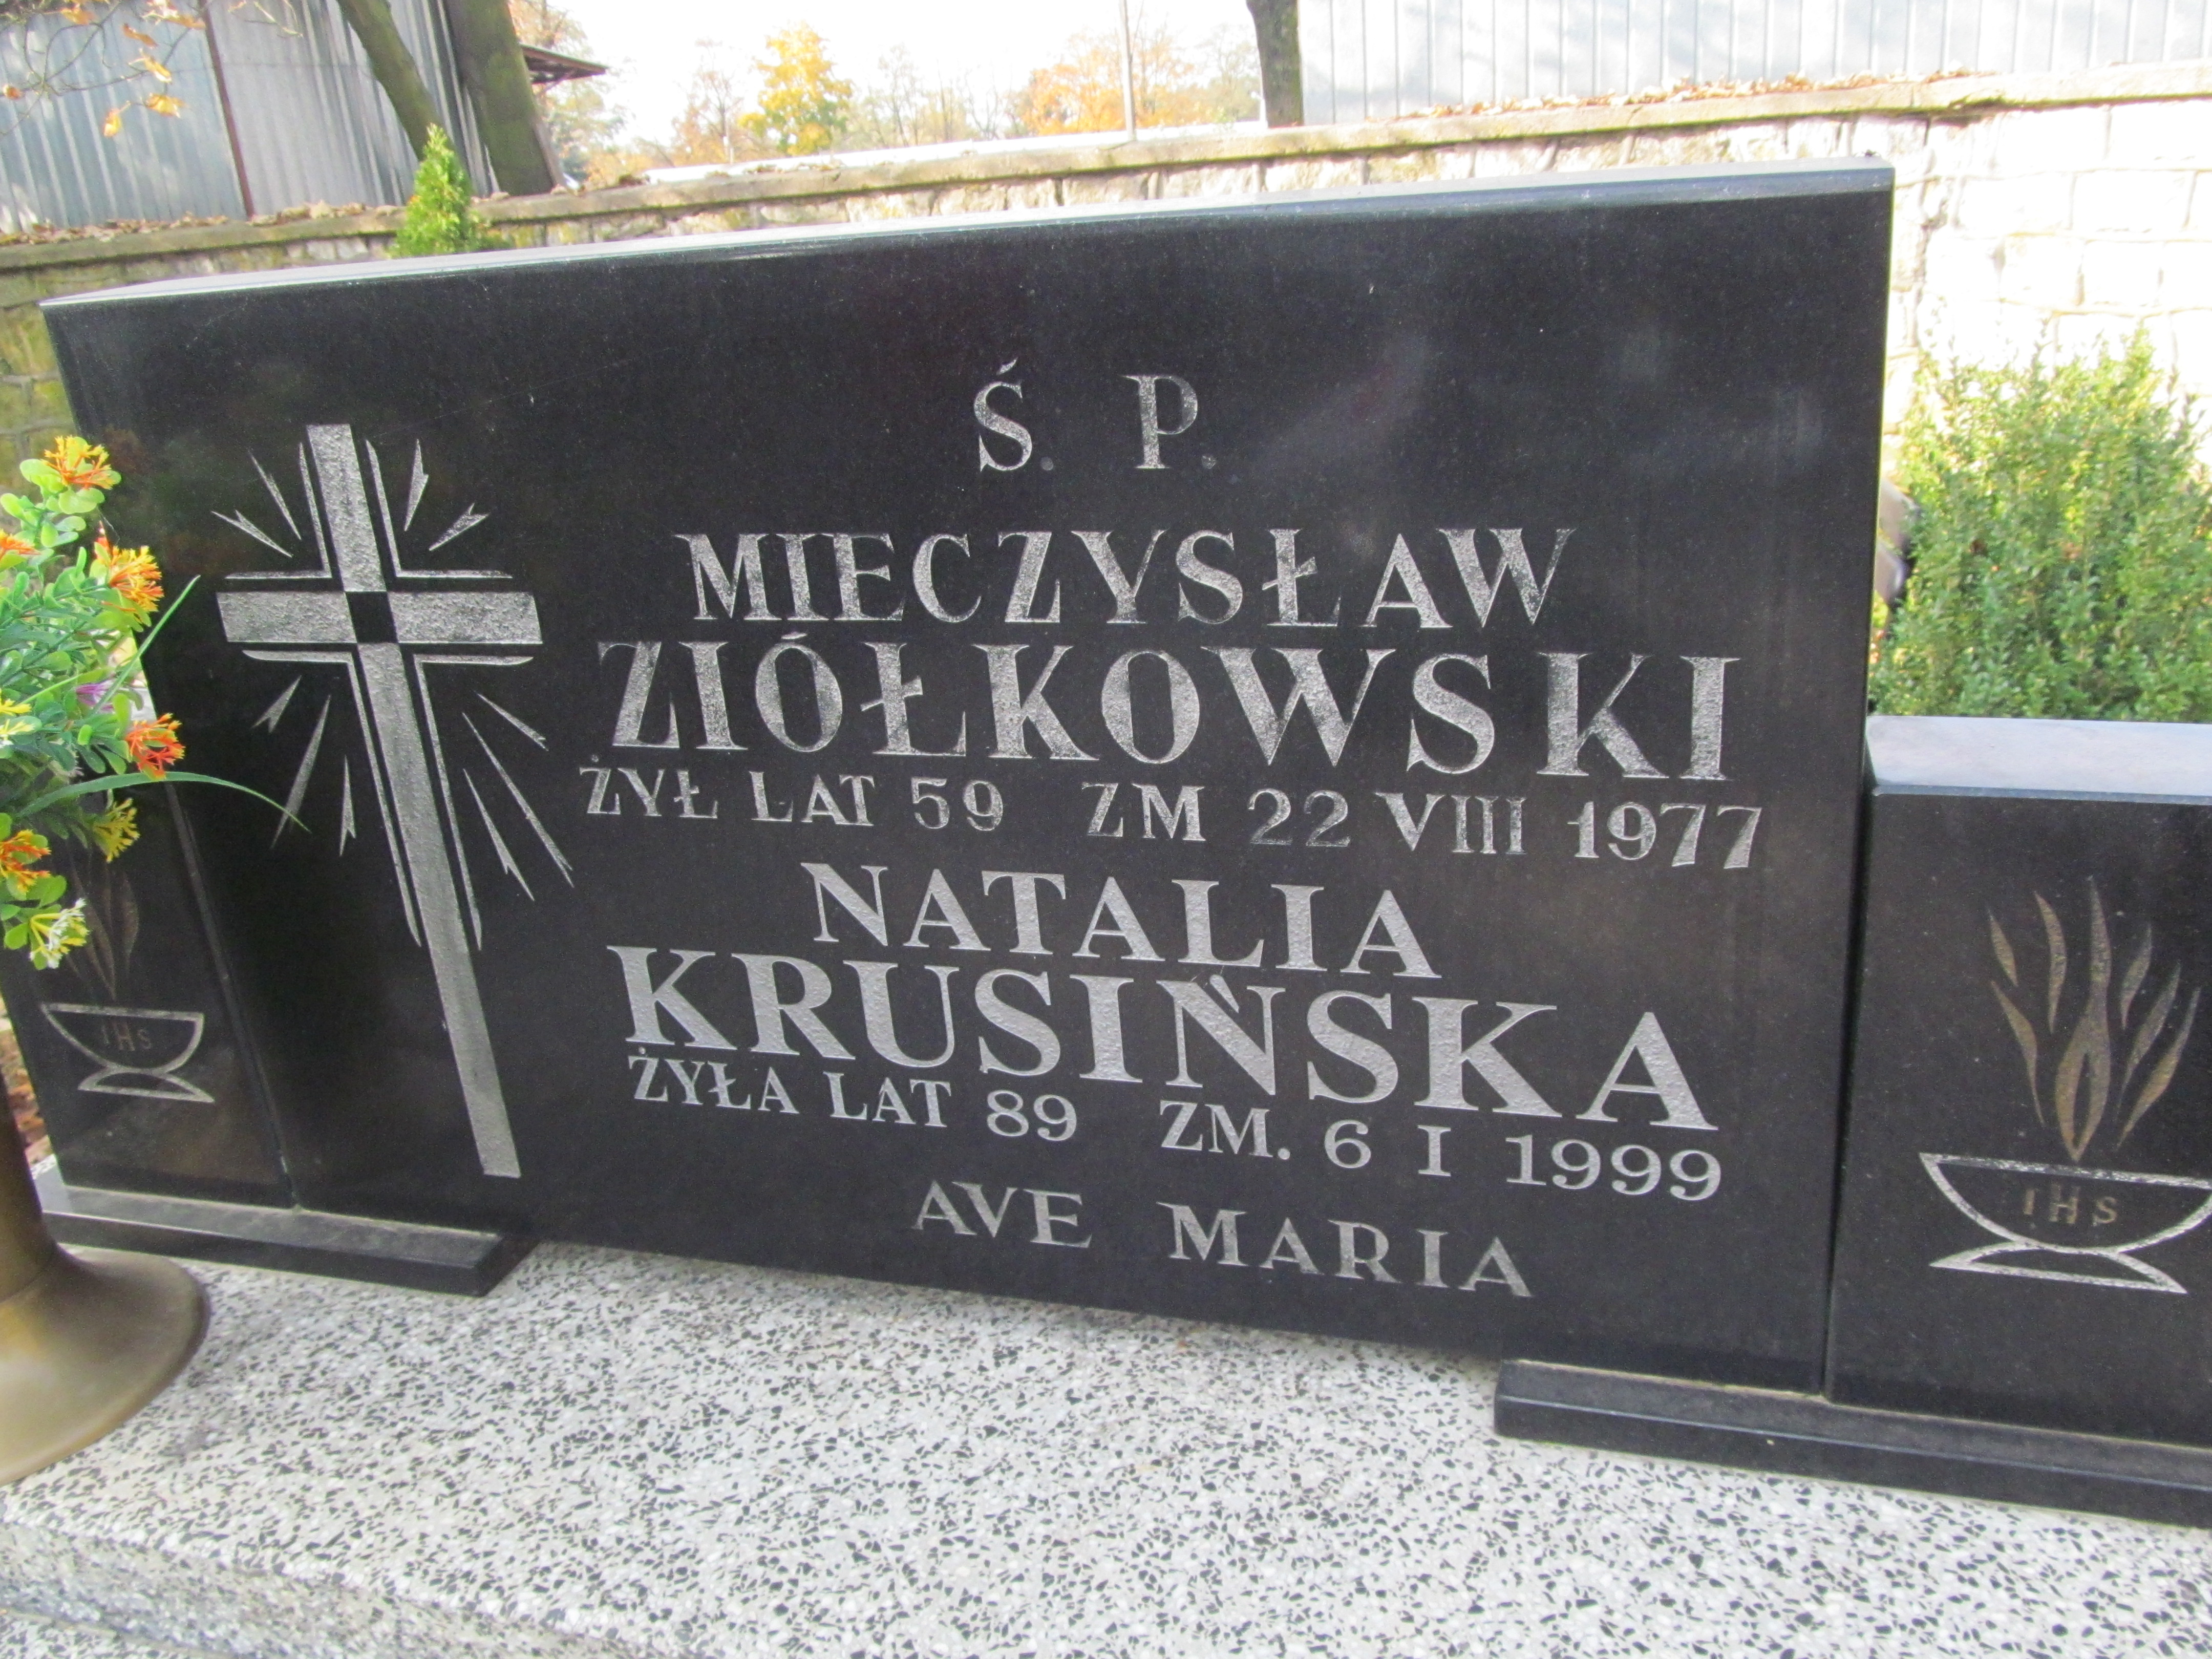 Ś. P.
MIECZYSŁAW
ZIÓŁKOWSKI
ŻYŁ LAT 59 ZM 22 VIII 1977
NATALIA
KRUSIŃSKA
ŻYŁA LAT 89 ZM. 6 I 1999
AVE MARIA
IHS
IHS